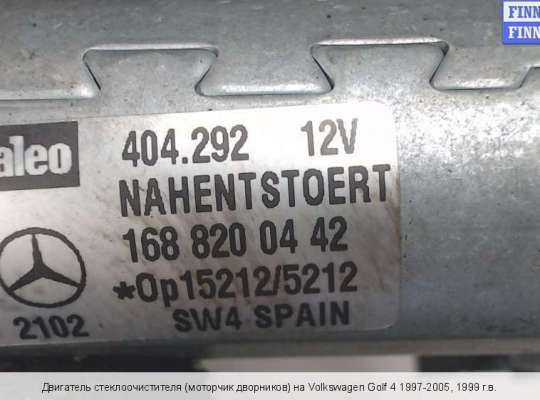 FINN
FINN
aleo
404.292 12V
NAHENTSTOERT
168 820 04 42
*Op15212/5212
2102
SW4 SPAIN
Двигатель стеклоочистителя (моторчик дворников) на Volkswagen Golf 4 1997-2005, 1999 г.в.